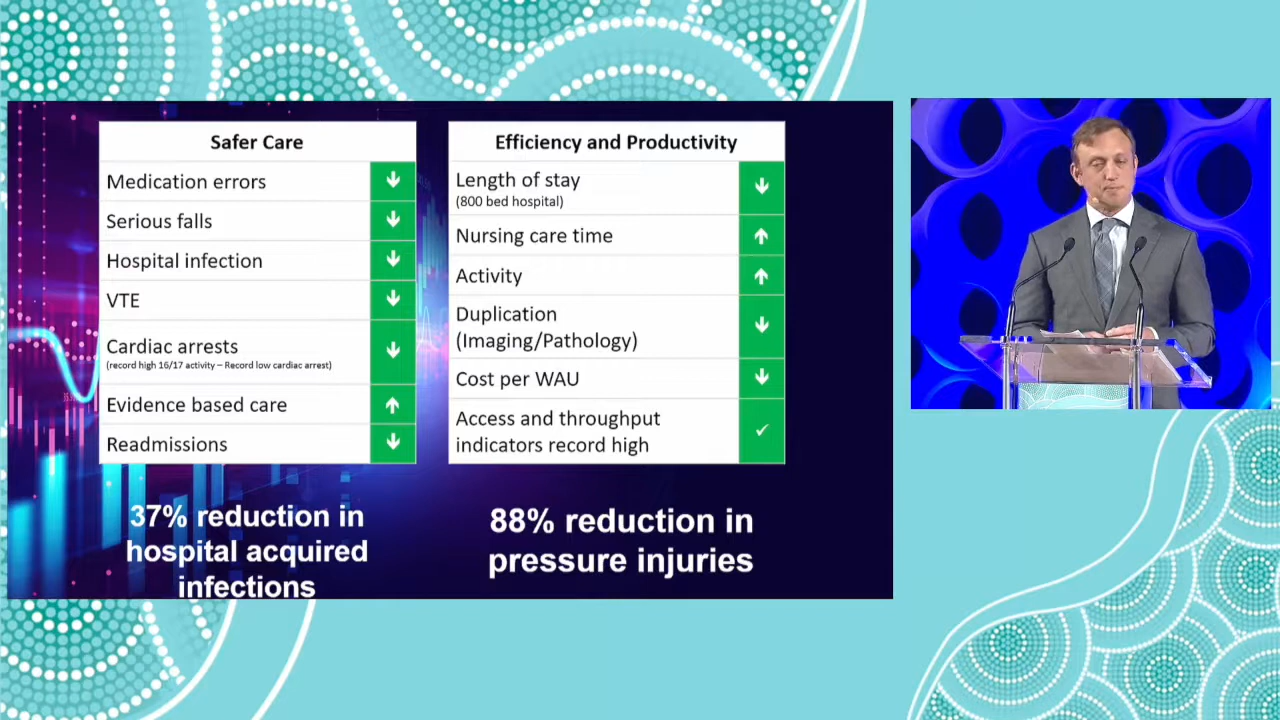 Safer Care
Medication errors
Serious falls
Hospital infection
VTE
Cardiac arrests
(record high 16/17 activity – Record low cardiac arrest)
Evidence based care
Readmissions
37% reduction in
hospital acquired
infections
Efficiency and Productivity
Length of stay
(800 bed hospital)
Nursing care time
Activity
Duplication
(Imaging/Pathology)
Cost per WAU
Access and throughput
indicators record high
88% reduction in
pressure injuries